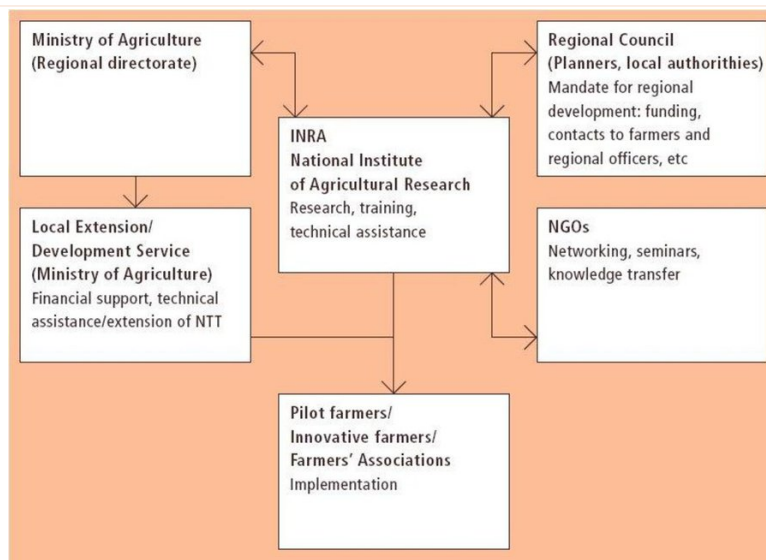 Ministry of Agriculture
(Regional directorate)
Regional Council
(Planners, local authorithies)
Mandate for regional
development: funding,
contacts to farmers and
regional officers, etc
INRA
National Institute
of Agricultural Research
Research, training,
technical assistance
Local Extension/
Development Service
(Ministry of Agriculture)
Financial support, technical
assistance/extension of NTT
NGOs
Networking, seminars,
knowledge transfer
Pilot farmers/
Innovative farmers/
Farmers' Associations
Implementation